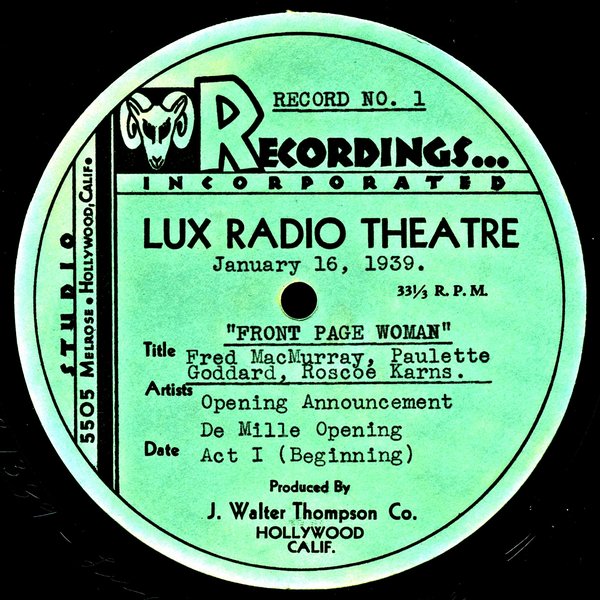 RECORD NO. 1
RECORDINGS...
INCORPORATED
STUDIO
5505 MELROSE • HOLLYWOOD, CALIF.
LUX RADIO THEATRE
January 16, 1939.
33⅓ R.P.M.
"FRONT PAGE WOMAN"
Title Fred MacMurray, Paulette
Goddard, Roscoe Karns.
Artists
Opening Announcement
De Mille Opening
Date Act I (Beginning)
Produced By
J. Walter Thompson Co.
HOLLYWOOD
CALIF.